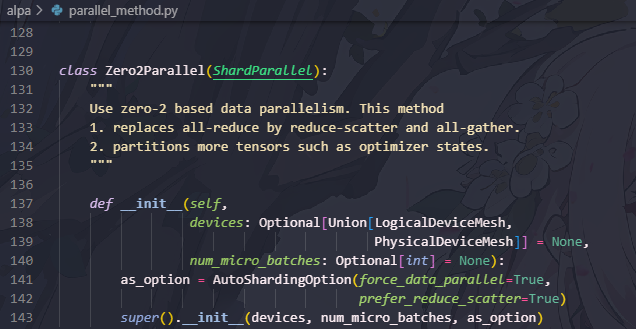 alpa > parallel_method.py
128
129
130 class Zero2Parallel(ShardParallel):
131     """
132     Use zero-2 based data parallelism. This method
133     1. replaces all-reduce by reduce-scatter and all-gather.
134     2. partitions more tensors such as optimizer states.
135     """
136
137     def __init__(self,
138                  devices: Optional[Union[LogicalDeviceMesh,
139                                          PhysicalDeviceMesh]] = None,
140                  num_micro_batches: Optional[int] = None):
141         as_option = AutoShardingOption(force_data_parallel=True,
142                                        prefer_reduce_scatter=True)
143         super().__init__(devices, num_micro_batches, as_option)